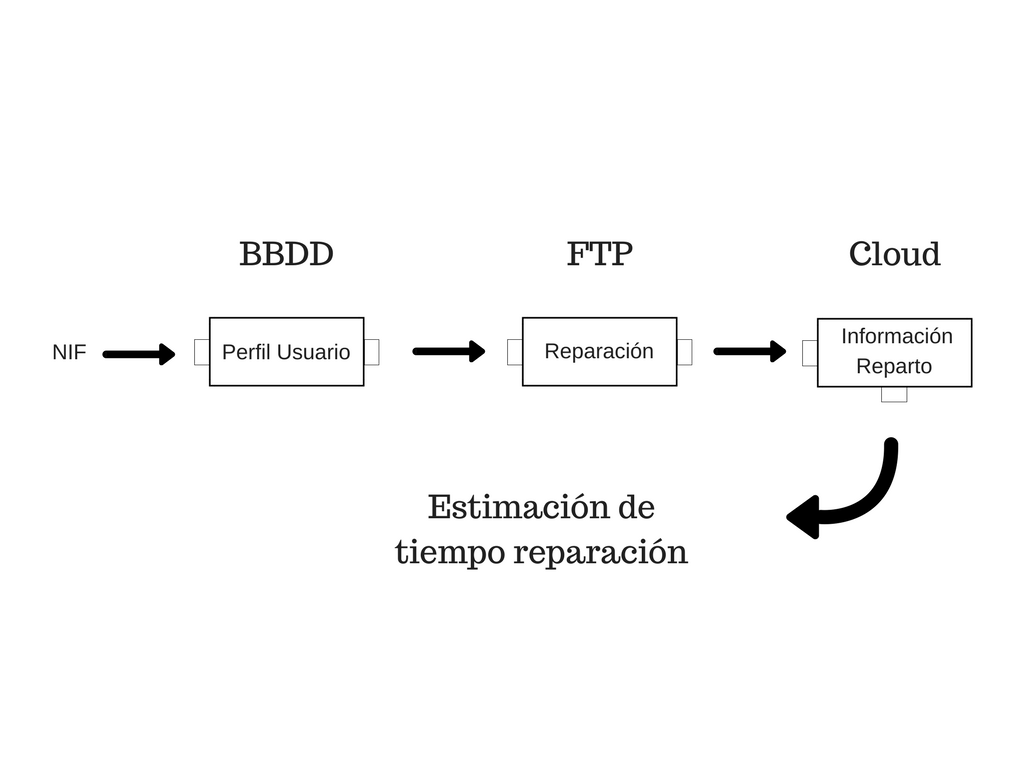 BBDD
FTP
Cloud
NIF
Perfil Usuario
Reparación
Información
Reparto
Estimación de
tiempo reparación